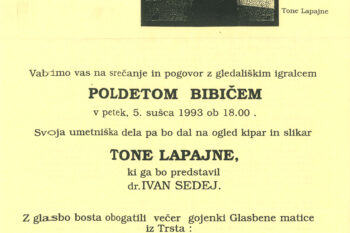 Tone Lapajne
Vabimo vas na srečanje in pogovor z gledališkim igralcem
POLDETOM BIBIČEM
v petek, 5. sušca 1993 ob 18.00 .
Svoja umetniška dela pa bo dal na ogled kipar in slikar
TONE LAPAJNE,
ki ga bo predstavil
dr.IVAN SEDEJ.
Z glasbo bosta obogatili večer gojenki Glasbene matice
iz Trsta :